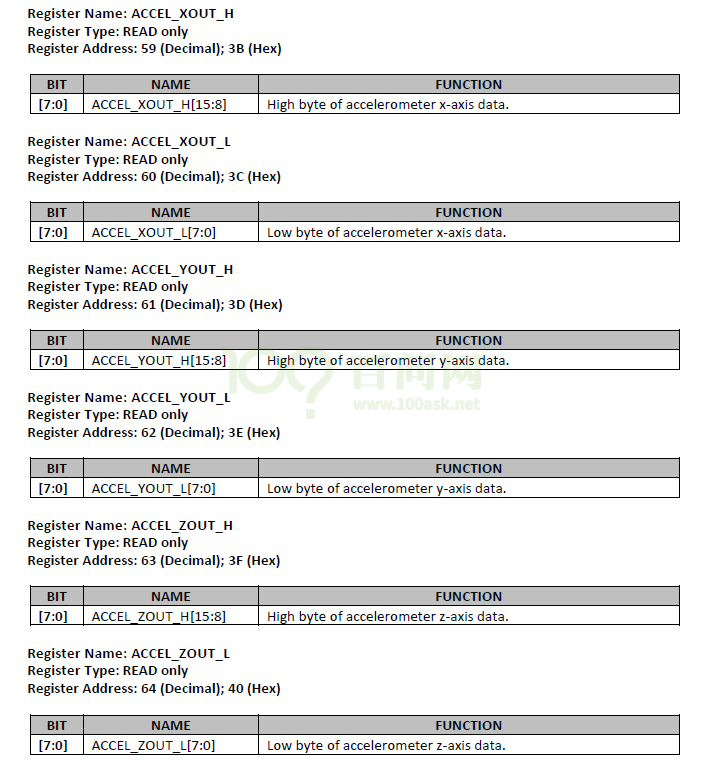 Register Name: ACCEL_XOUT_H
Register Type: READ only
Register Address: 59 (Decimal); 3B (Hex)
BIT NAME FUNCTION
[7:0] ACCEL_XOUT_H[15:8] High byte of accelerometer x-axis data.
Register Name: ACCEL_XOUT_L
Register Type: READ only
Register Address: 60 (Decimal); 3C (Hex)
BIT NAME FUNCTION
[7:0] ACCEL_XOUT_L[7:0] Low byte of accelerometer x-axis data.
Register Name: ACCEL_YOUT_H
Register Type: READ only
Register Address: 61 (Decimal); 3D (Hex)
BIT NAME FUNCTION
[7:0] ACCEL_YOUT_H[15:8] High byte of accelerometer y-axis data.
100? 百问网
www.100ask.net
Register Name: ACCEL_YOUT_L
Register Type: READ only
Register Address: 62 (Decimal); 3E (Hex)
BIT NAME FUNCTION
[7:0] ACCEL_YOUT_L[7:0] Low byte of accelerometer y-axis data.
Register Name: ACCEL_ZOUT_H
Register Type: READ only
Register Address: 63 (Decimal); 3F (Hex)
BIT NAME FUNCTION
[7:0] ACCEL_ZOUT_H[15:8] High byte of accelerometer z-axis data.
Register Name: ACCEL_ZOUT_L
Register Type: READ only
Register Address: 64 (Decimal); 40 (Hex)
BIT NAME FUNCTION
[7:0] ACCEL_ZOUT_L[7:0] Low byte of accelerometer z-axis data.